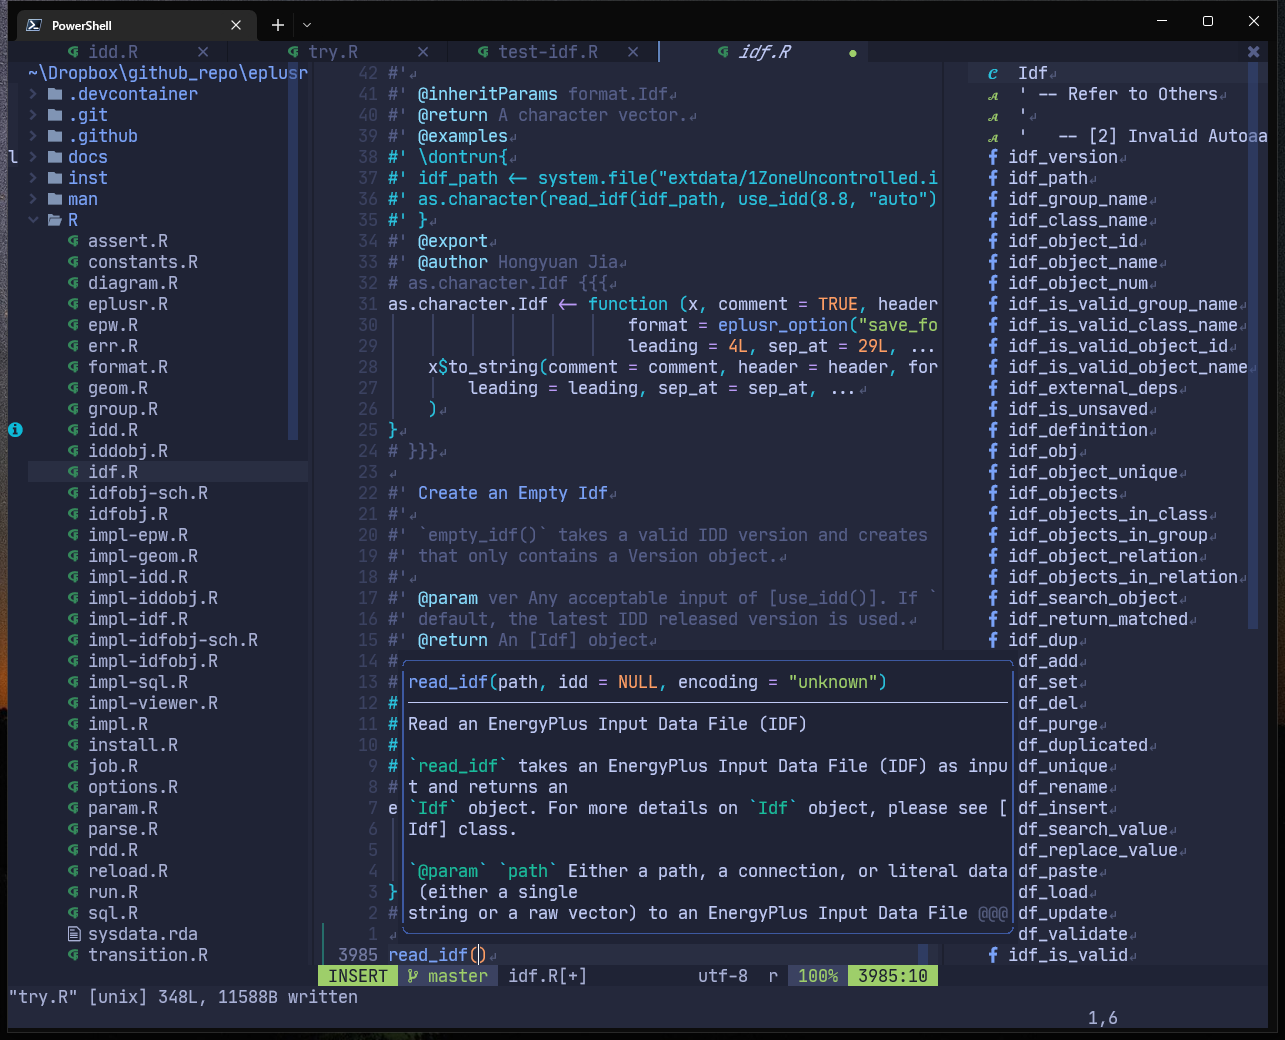 PowerShell
idd.R
try.R
test-idf.R
idf.R
~\Dropbox\github_repo\eplusr
.devcontainer
.git
.github
docs
inst
man
R
assert.R
constants.R
diagram.R
eplusr.R
epw.R
err.R
format.R
geom.R
group.R
idd.R
iddobj.R
idf.R
idfobj-sch.R
idfobj.R
impl-epw.R
impl-geom.R
impl-idd.R
impl-iddobj.R
impl-idf.R
impl-idfobj-sch.R
impl-idfobj.R
impl-sql.R
impl-viewer.R
impl.R
install.R
job.R
options.R
param.R
parse.R
rdd.R
reload.R
run.R
sql.R
sysdata.rda
transition.R
42 #'
41 #' @inheritParams format.Idf
40 #' @return A character vector.
39 #' @examples
38 #' \dontrun{
37 #' idf_path <- system.file("extdata/1ZoneUncontrolled.i
36 #' as.character(read_idf(idf_path, use_idd(8.8, "auto")
35 #' }
34 #' @export
33 #' @author Hongyuan Jia
32 # as.character.Idf {{{
31 as.character.Idf <- function (x, comment = TRUE, header
30 format = eplusr_option("save_fo
29 leading = 4L, sep_at = 29L, ...
28 x$to_string(comment = comment, header = header, for
27 leading = leading, sep_at = sep_at, ...
26 )
25 }
24 # }}}
23
22 #' Create an Empty Idf
21 #'
20 #' `empty_idf()` takes a valid IDD version and creates
19 #' that only contains a Version object.
18 #'
17 #' @param ver Any acceptable input of [use_idd()]. If `
16 #' default, the latest IDD released version is used.
15 #' @return An [Idf] object
14 #
13 # read_idf(path, idd = NULL, encoding = "unknown")
12 #
11 # Read an EnergyPlus Input Data File (IDF)
10 #
9 # `read_idf` takes an EnergyPlus Input Data File (IDF) as inpu
8 # t and returns an
7 e `Idf` object. For more details on `Idf` object, please see [
6 Idf] class.
5
4 `@param` `path` Either a path, a connection, or literal data
3 } (either a single
2 # string or a raw vector) to an EnergyPlus Input Data File @@@
1
3985 read_idf()
Idf
' -- Refer to Others
'
' -- [2] Invalid Autoaa
idf_version
idf_path
idf_group_name
idf_class_name
idf_object_id
idf_object_name
idf_object_num
idf_is_valid_group_name
idf_is_valid_class_name
idf_is_valid_object_id
idf_is_valid_object_name
idf_external_deps
idf_is_unsaved
idf_definition
idf_obj
idf_object_unique
idf_objects
idf_objects_in_class
idf_objects_in_group
idf_object_relation
idf_objects_in_relation
idf_search_object
idf_return_matched
idf_dup
df_add
df_set
df_del
df_purge
df_duplicated
df_unique
df_rename
df_insert
df_search_value
df_replace_value
df_paste
df_load
df_update
df_validate
idf_is_valid
INSERT master idf.R[+] utf-8 r 100% 3985:10
"try.R" [unix] 348L, 11588B written
1,6